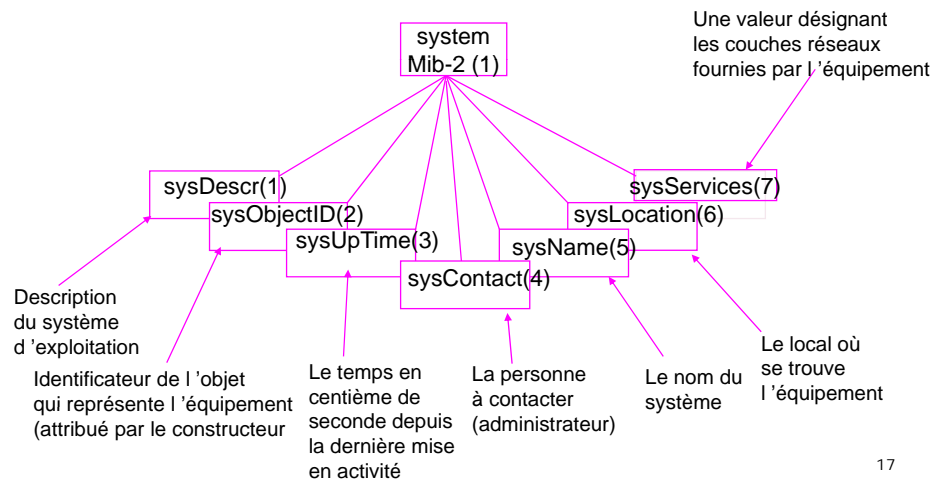 system
Mib-2 (1)
Une valeur désignant
les couches réseaux
fournies par l ’équipement
sysDescr(1)
sysObjectID(2)
sysUpTime(3)
sysContact(4)
sysName(5)
sysLocation(6)
sysServices(7)
Description
du système
d ’exploitation
Identificateur de l ’objet
qui représente l ’équipement
(attribué par le constructeur
Le temps en
centième de
seconde depuis
la dernière mise
en activité
La personne
à contacter
(administrateur)
Le nom du
système
Le local où
se trouve
l ’équipement
17